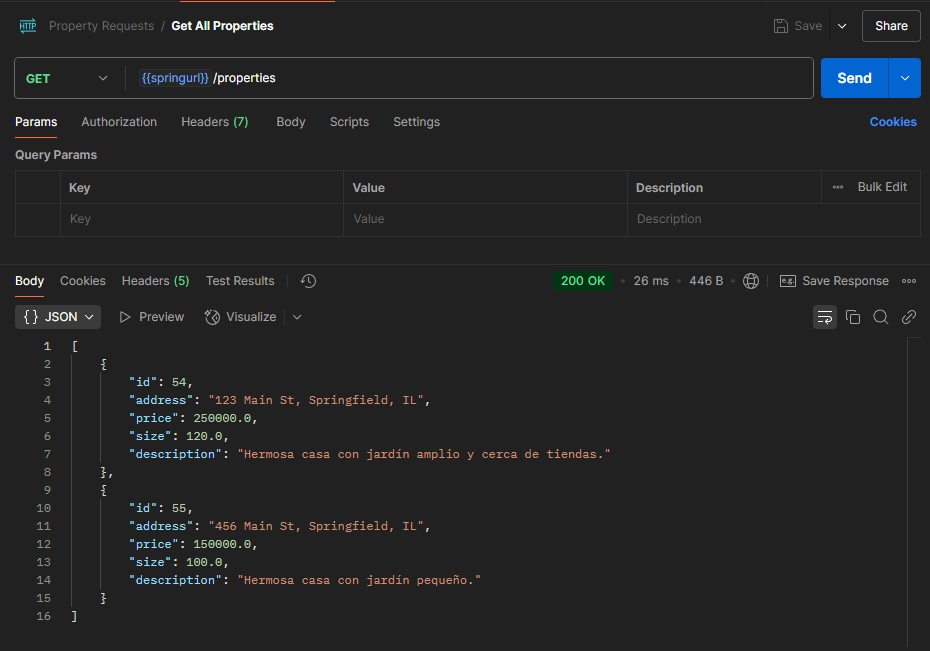 HTTP Property Requests / Get All Properties Save Share
GET {{springurl}} /properties Send
Params Authorization Headers (7) Body Scripts Settings Cookies
Query Params
Key Value Description Bulk Edit
Key Value Description
Body Cookies Headers (5) Test Results 200 OK • 26 ms • 446 B e.g. Save Response
{} JSON Preview Visualize
1 [
2 {
3 "id": 54,
4 "address": "123 Main St, Springfield, IL",
5 "price": 250000.0,
6 "size": 120.0,
7 "description": "Hermosa casa con jardín amplio y cerca de tiendas."
8 },
9 {
10 "id": 55,
11 "address": "456 Main St, Springfield, IL",
12 "price": 150000.0,
13 "size": 100.0,
14 "description": "Hermosa casa con jardín pequeño."
15 }
16 ]